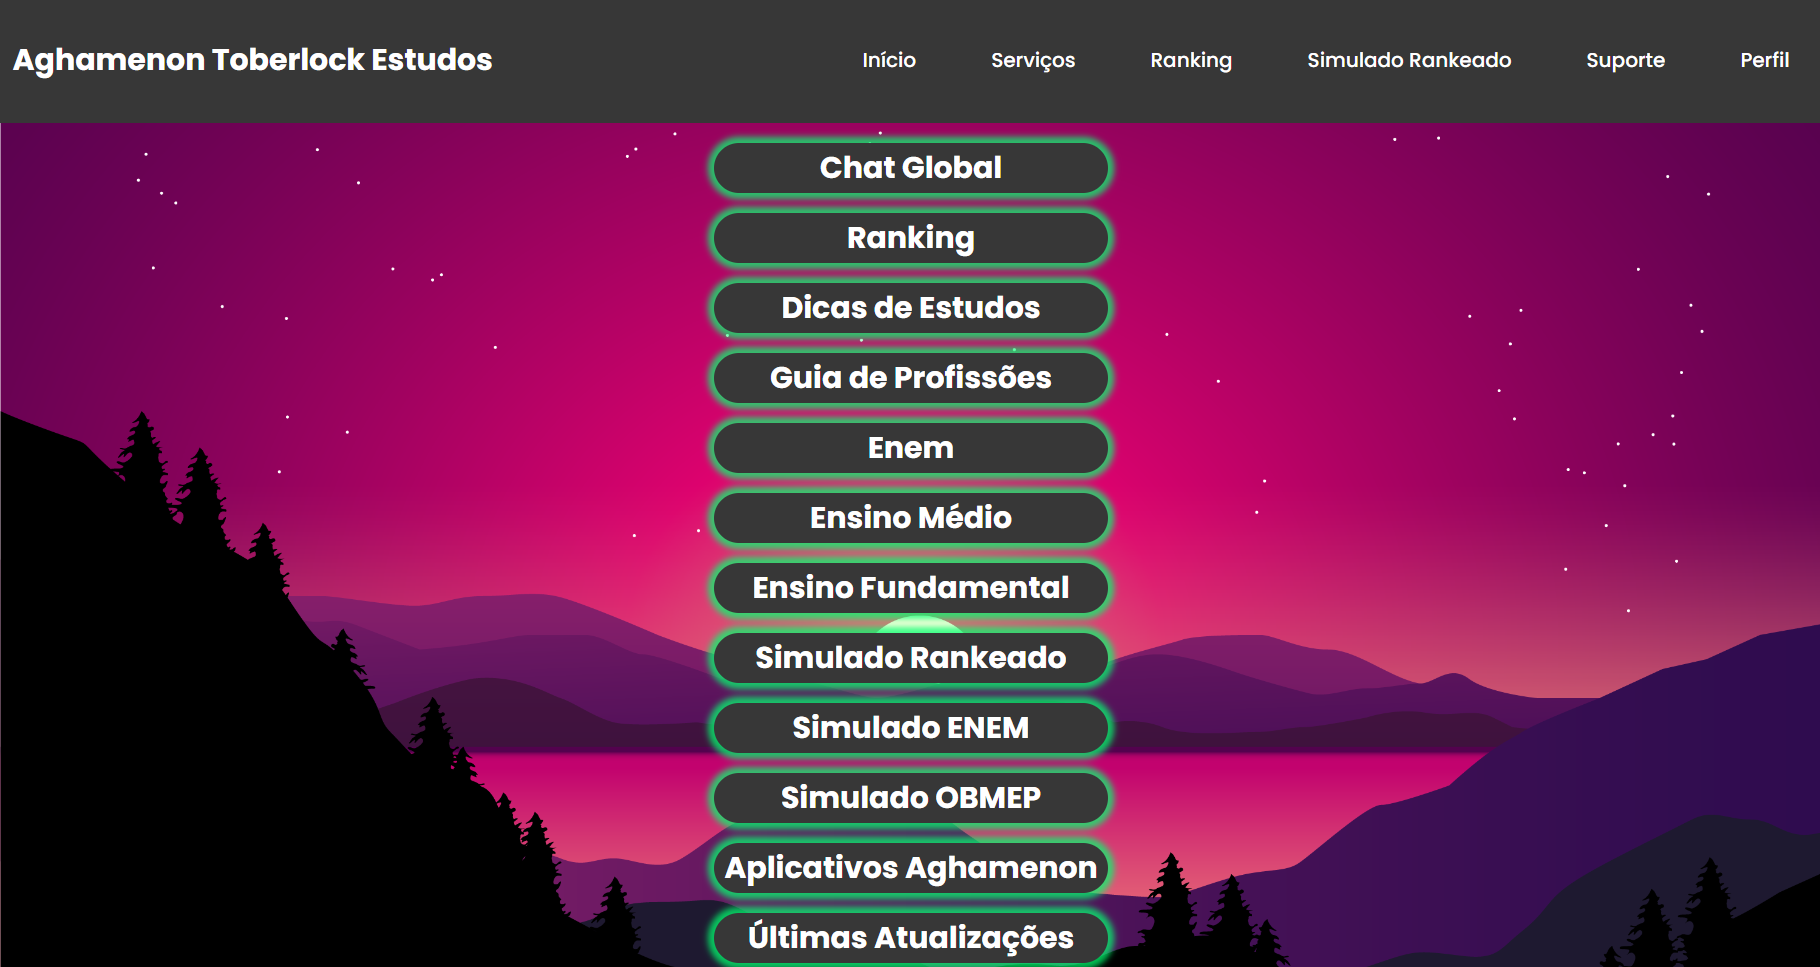 Aghamenon Toberlock Estudos
Início Serviços Ranking Simulado Rankeado Suporte Perfil
Chat Global
Ranking
Dicas de Estudos
Guia de Profissões
Enem
Ensino Médio
Ensino Fundamental
Simulado Rankeado
Simulado ENEM
Simulado OBMEP
Aplicativos Aghamenon
Últimas Atualizações